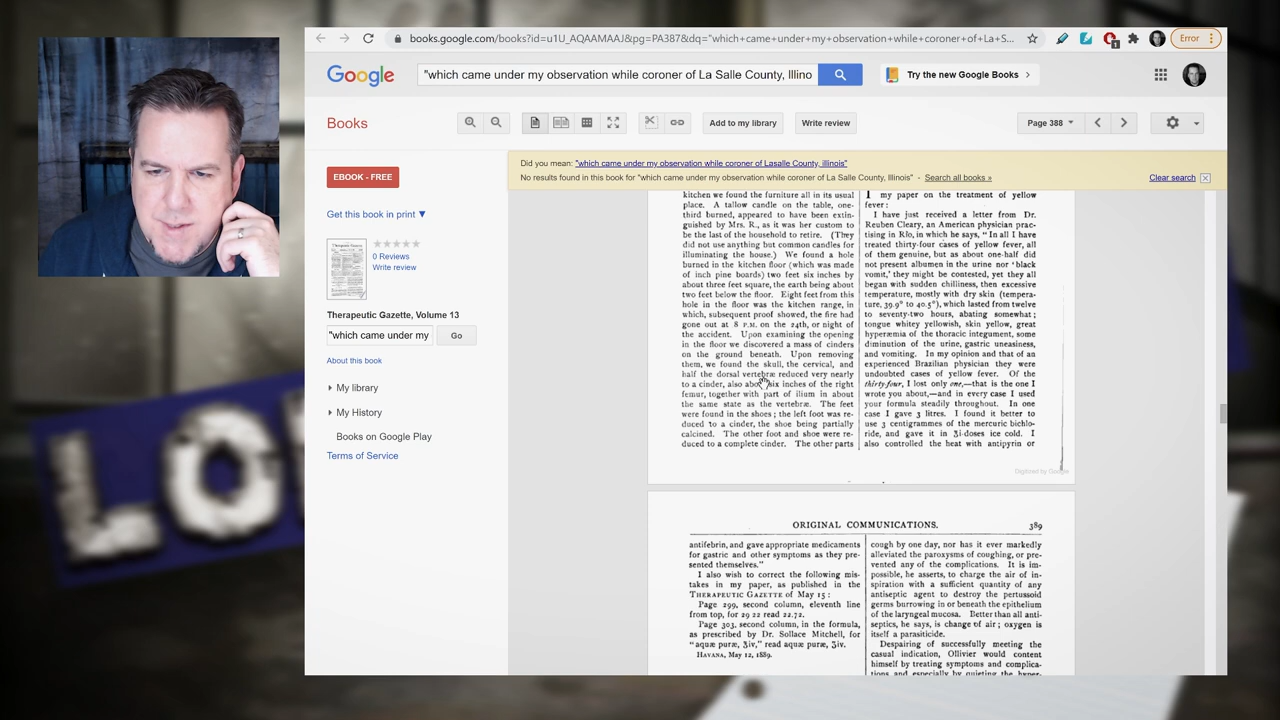 books.google.com/books?id=u1U_AQAAMAAJ&pg=PA387&dq="which+came+under+my+observation+while+coroner+of+La+S...
Error
Google
"which came under my observation while coroner of La Salle County, Illino
Try the new Google Books
Books
Add to my library
Write review
Page 388
Did you mean: "which came under my observation while coroner of Lasalle County, illinois"
No results found in this book for "which came under my observation while coroner of La Salle County, Illinois" - Search all books »
Clear search
EBOOK - FREE
Get this book in print ▼
0 Reviews
Write review
Therapeutic Gazette, Volume 13
"which came under my
Go
About this book
My library
My History
Books on Google Play
Terms of Service
kitchen we found the furniture all in its usual
place. A tallow candle on the table, one-
third burned, appeared to have been extin-
guished by Mrs. R., as it was her custom to
be the last of the household to retire. (They
did not use anything but common candles for
illuminating the house.) We found a hole
burned in the kitchen floor (which was made
of inch pine boards) two feet six inches by
about three feet square, the earth being about
two feet below the floor. Eight feet from this
hole in the floor was the kitchen range, in
which, subsequent proof showed, the fire had
gone out at 8 P.M. on the 24th, or night of
the accident. Upon examining the opening
in the floor we discovered a mass of cinders
on the ground beneath. Upon removing
them, we found the skull, the cervical, and
half the dorsal vertebræ reduced very nearly
to a cinder, also about six inches of the right
femur, together with part of ilium in about
the same state as the vertebræ. The feet
were found in the shoes; the left foot was re-
duced to a cinder, the shoe being partially
calcined. The other foot and shoe were re-
duced to a complete cinder. The other parts
I my paper on the treatment of yellow
fever:
I have just received a letter from Dr.
Reuben Cleary, an American physician prac-
tising in Rio, in which he says, "In all I have
treated thirty-four cases of yellow fever, all
of them genuine, but as about one-half did
not present albumen in the urine nor 'black
vomit,' they might be contested, yet they all
began with sudden chilliness, then excessive
temperature, mostly with dry skin (tempera-
ture, 39.9° to 40.5°), which lasted from twelve
to seventy-two hours, abating somewhat;
tongue whitey yellowish, skin yellow, great
hyperæmia of the thoracic integument, some
diminution of the urine, gastric uneasiness,
and vomiting. In my opinion and that of an
experienced Brazilian physician they were
undoubted cases of yellow fever. Of the
thirty-four, I lost only one,—that is the one I
wrote you about,—and in every case I used
your formula steadily throughout. In one
case I gave 3 litres. I found it better to
use 3 centigrammes of the mercuric bichlo-
ride, and gave it in ʒi-doses ice cold. I
also controlled the heat with antipyrin or
Digitized by Google
ORIGINAL COMMUNICATIONS. 389
antifebrin, and gave appropriate medicaments
for gastric and other symptoms as they pre-
sented themselves."
I also wish to correct the following mis-
takes in my paper, as published in the
THERAPEUTIC GAZETTE of May 15:
Page 299, second column, eleventh line
from top, for 29 22 read 22.72.
Page 303, second column, in the formula,
as prescribed by Dr. Sollace Mitchell, for
"aquæ puræ, ʒiv," read aquæ puræ, ʒiv.
HAVANA, May 12, 1889.
cough by one day, nor has it ever markedly
alleviated the paroxysms of coughing, or pre-
vented any of the complications. It is im-
possible, he asserts, to charge the air of in-
spiration with a sufficient quantity of any
antiseptic agent to destroy the pertussoid
germs burrowing in or beneath the epithelium
of the laryngeal mucosa. Better than all anti-
septics, he says, is change of air; oxygen is
itself a parasiticide.
Despairing of successfully meeting the
casual indication, Ollivier would content
himself by treating symptoms and complica-
tions and especially by quieting the hyper-
LO